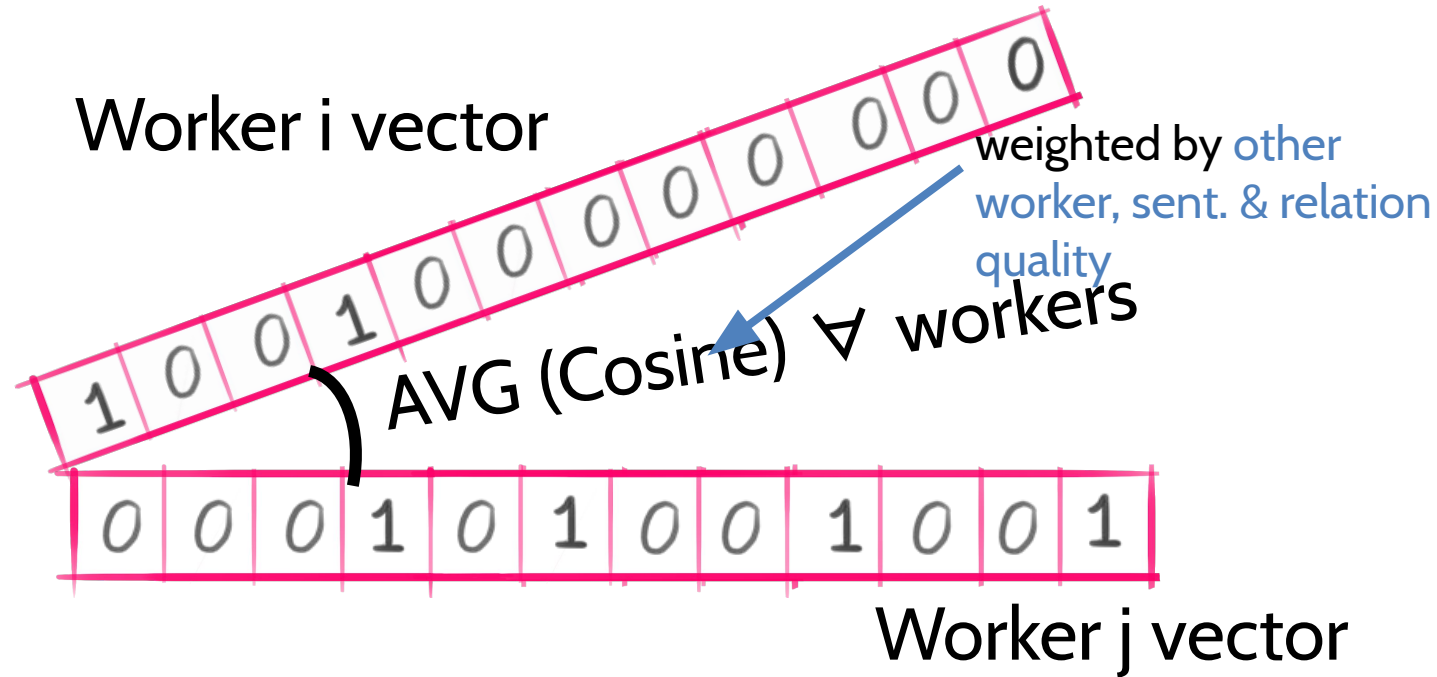 Worker i vector
1 0 0 1 0 0 0 0 0 0 0 0
weighted by other
worker, sent. & relation
quality
AVG (Cosine) ∀ workers
0 0 0 1 0 1 0 0 1 0 0 1
Worker j vector